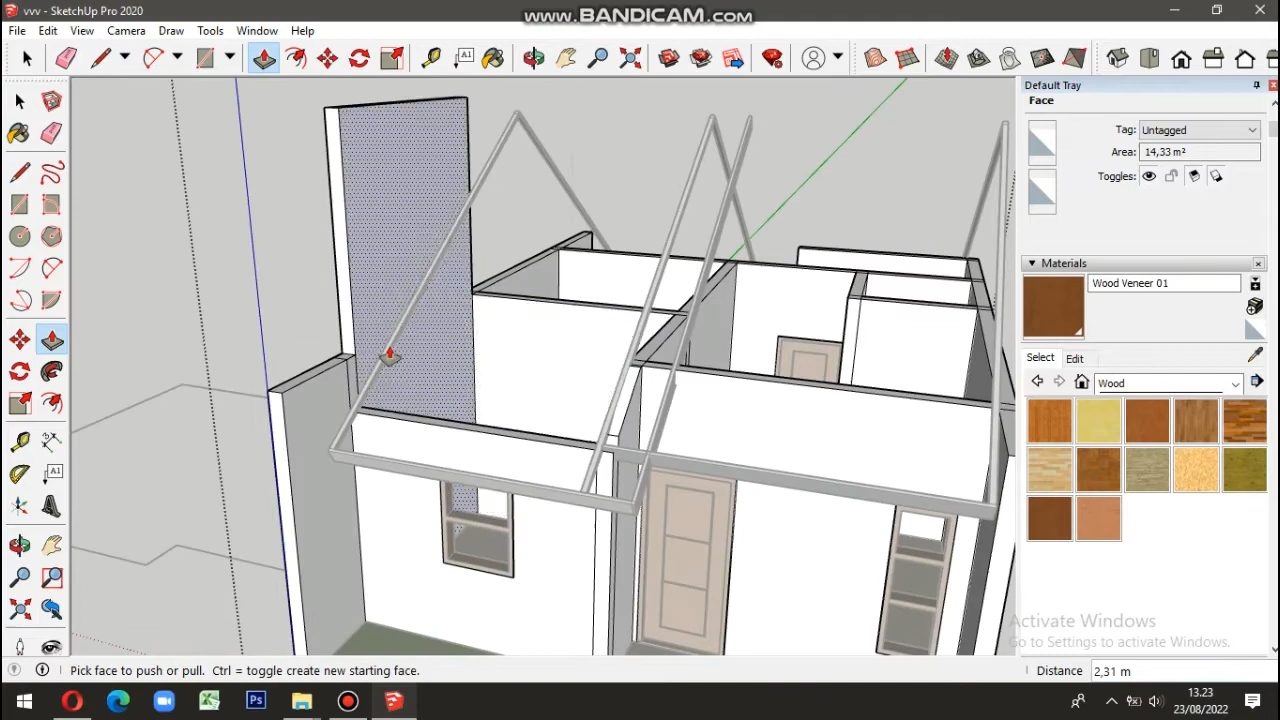 vvv - SketchUp Pro 2020
www.BANDICAM.com
File Edit View Camera Draw Tools Window Help
A1
Default Tray
Face
Tag: Untagged
Area: 14,33 m²
Toggles:
Materials
Wood Veneer 01
Select Edit
Wood
A1
Activate Windows
Go to Settings to activate Windows.
Pick face to push or pull. Ctrl = toggle create new starting face.
Distance 2,31 m
Ps
13.23
23/08/2022